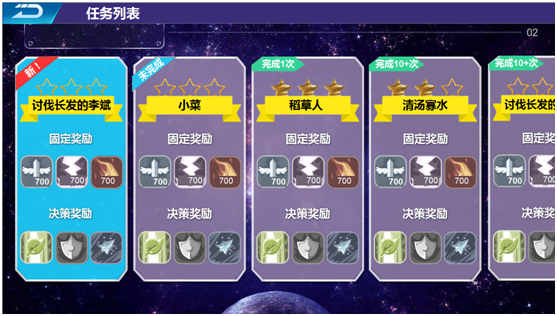 任务列表
02
新！
讨伐长发的李斌
固定奖励
700 700 700
决策奖励
未完成
小菜
固定奖励
700 700 700
决策奖励
完成1次
稻草人
固定奖励
700 700 700
决策奖励
完成10+次
清汤寡水
固定奖励
700 700 700
决策奖励
完成10+次
讨伐长发的
固定奖
700 700
决策奖